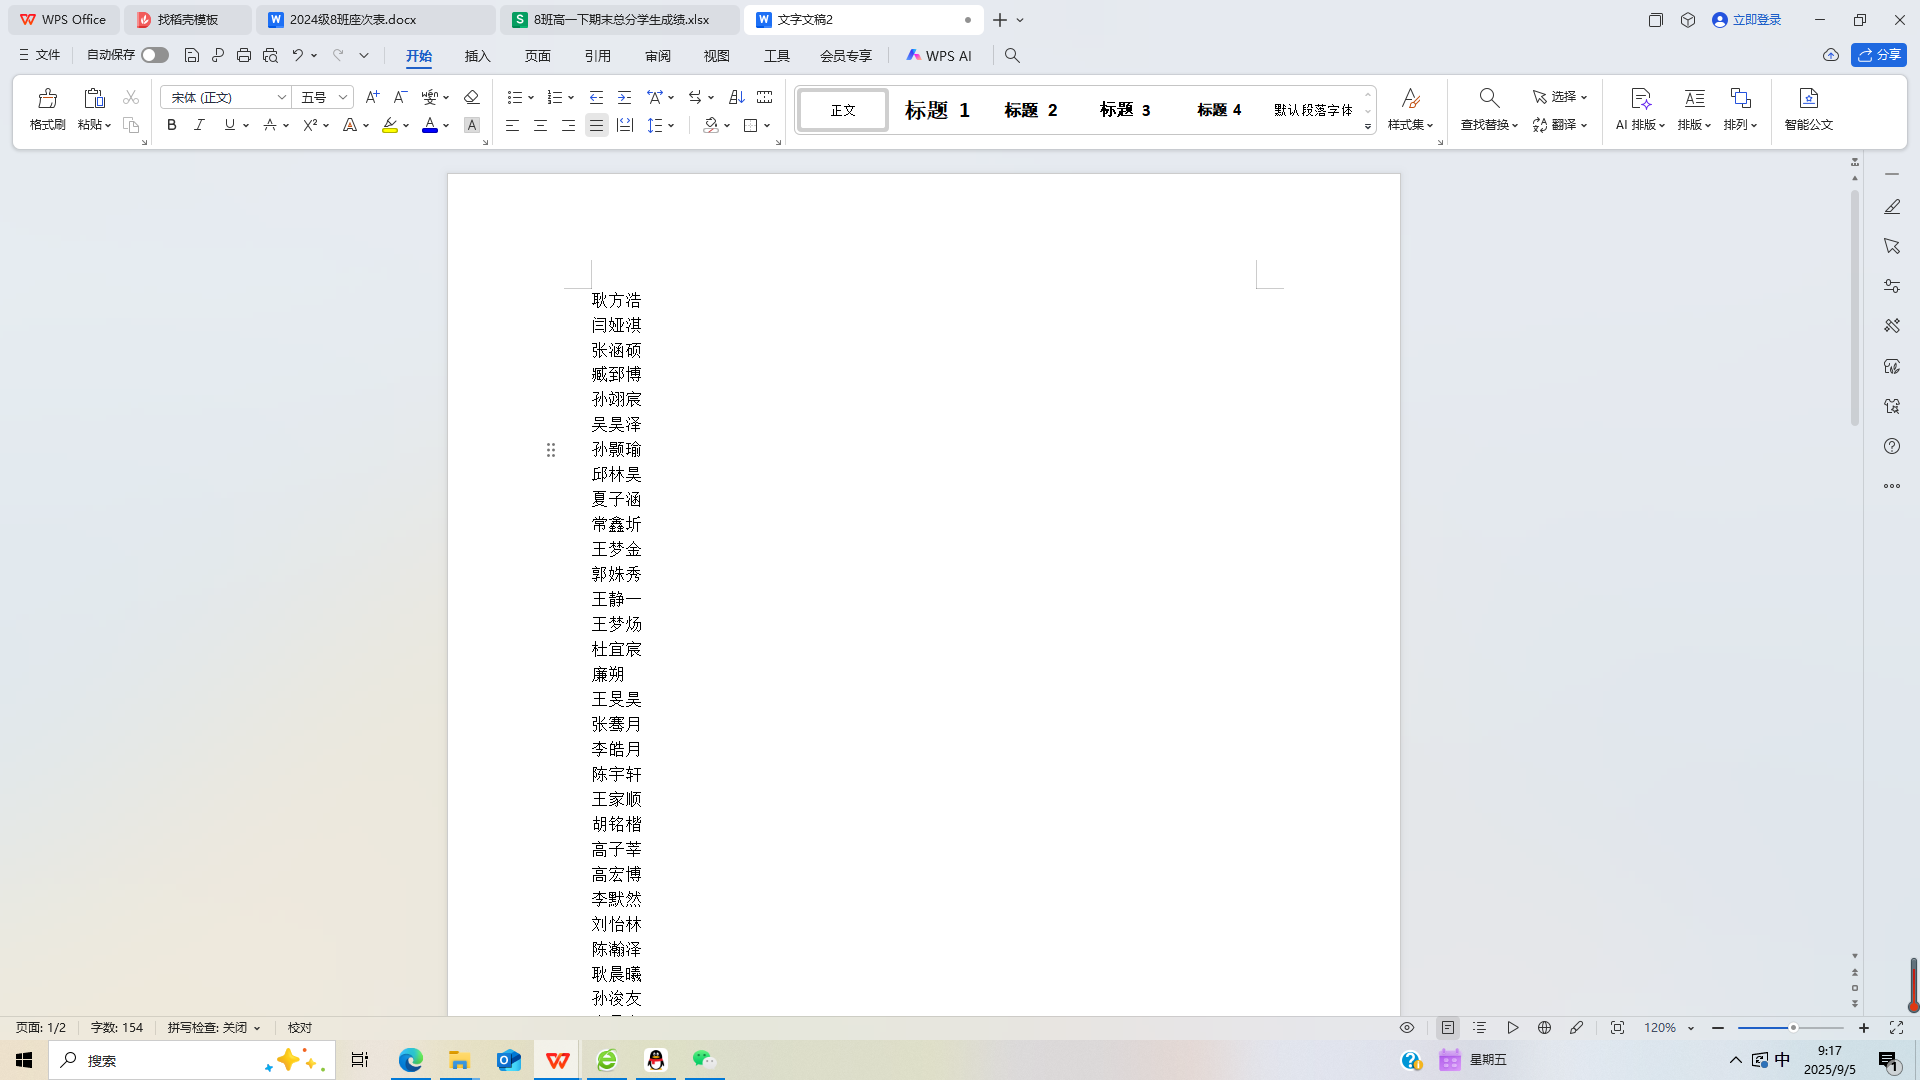 WPS Office
找稻壳模板
2024级8班座次表.docx
8班高一下期末总分学生成绩.xlsx
文字文稿2
立即登录
文件
自动保存
开始
插入
页面
引用
审阅
视图
工具
会员专享
WPS AI
分享
格式刷
粘贴
宋体 (正文)
五号
正文
标题 1
标题 2
标题 3
标题 4
默认段落字体
样式集
查找替换
选择
翻译
AI 排版
排版
排列
智能公文
耿方浩
闫娅淇
张涵硕
臧郅博
孙翊宸
吴昊泽
孙颢瑜
邱林昊
夏子涵
常鑫圻
王梦金
郭姝秀
王静一
王梦炀
杜宜宸
廉朔
王旻昊
张骞月
李皓月
陈宇轩
王家顺
胡铭楷
高子莘
高宏博
李默然
刘怡林
陈瀚泽
耿晨曦
孙浚友
页面: 1/2
字数: 154
拼写检查: 关闭
校对
120%
搜索
星期五
中
9:17
2025/9/5
1